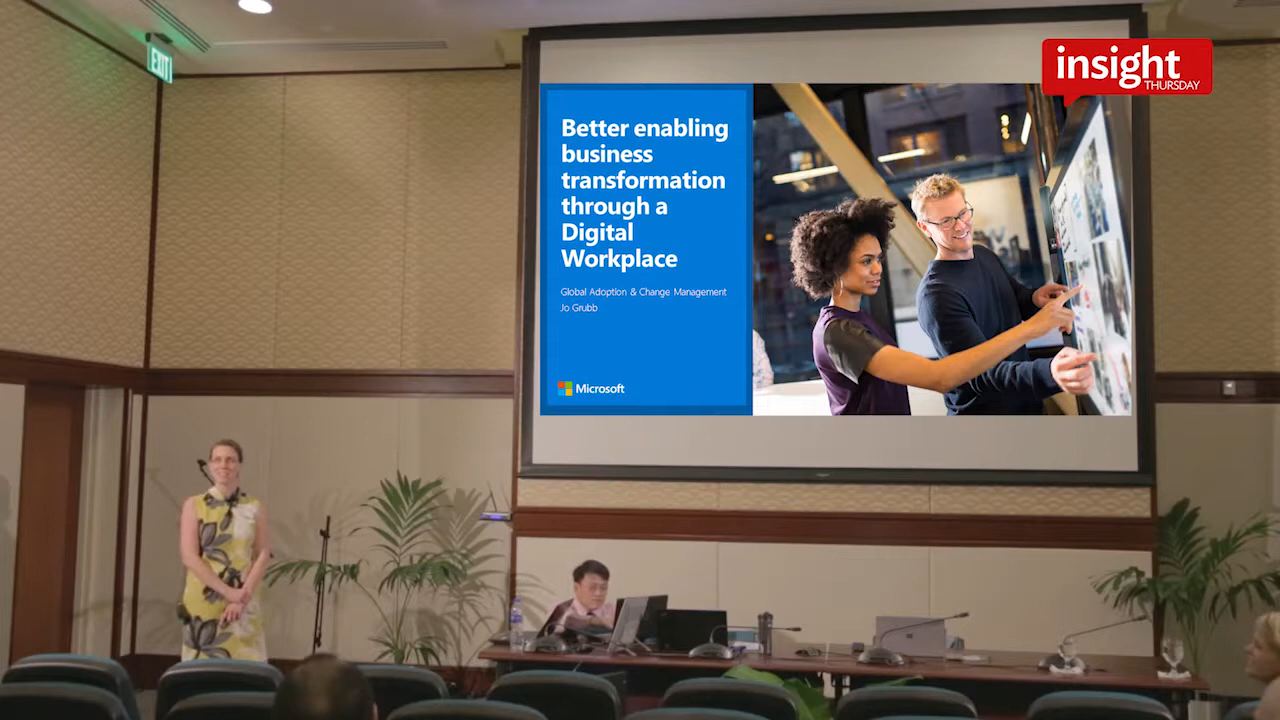 EXIT
insight
THURSDAY
Better enabling
business
transformation
through a
Digital
Workplace
Global Adoption & Change Management
Jo Grubb
Microsoft